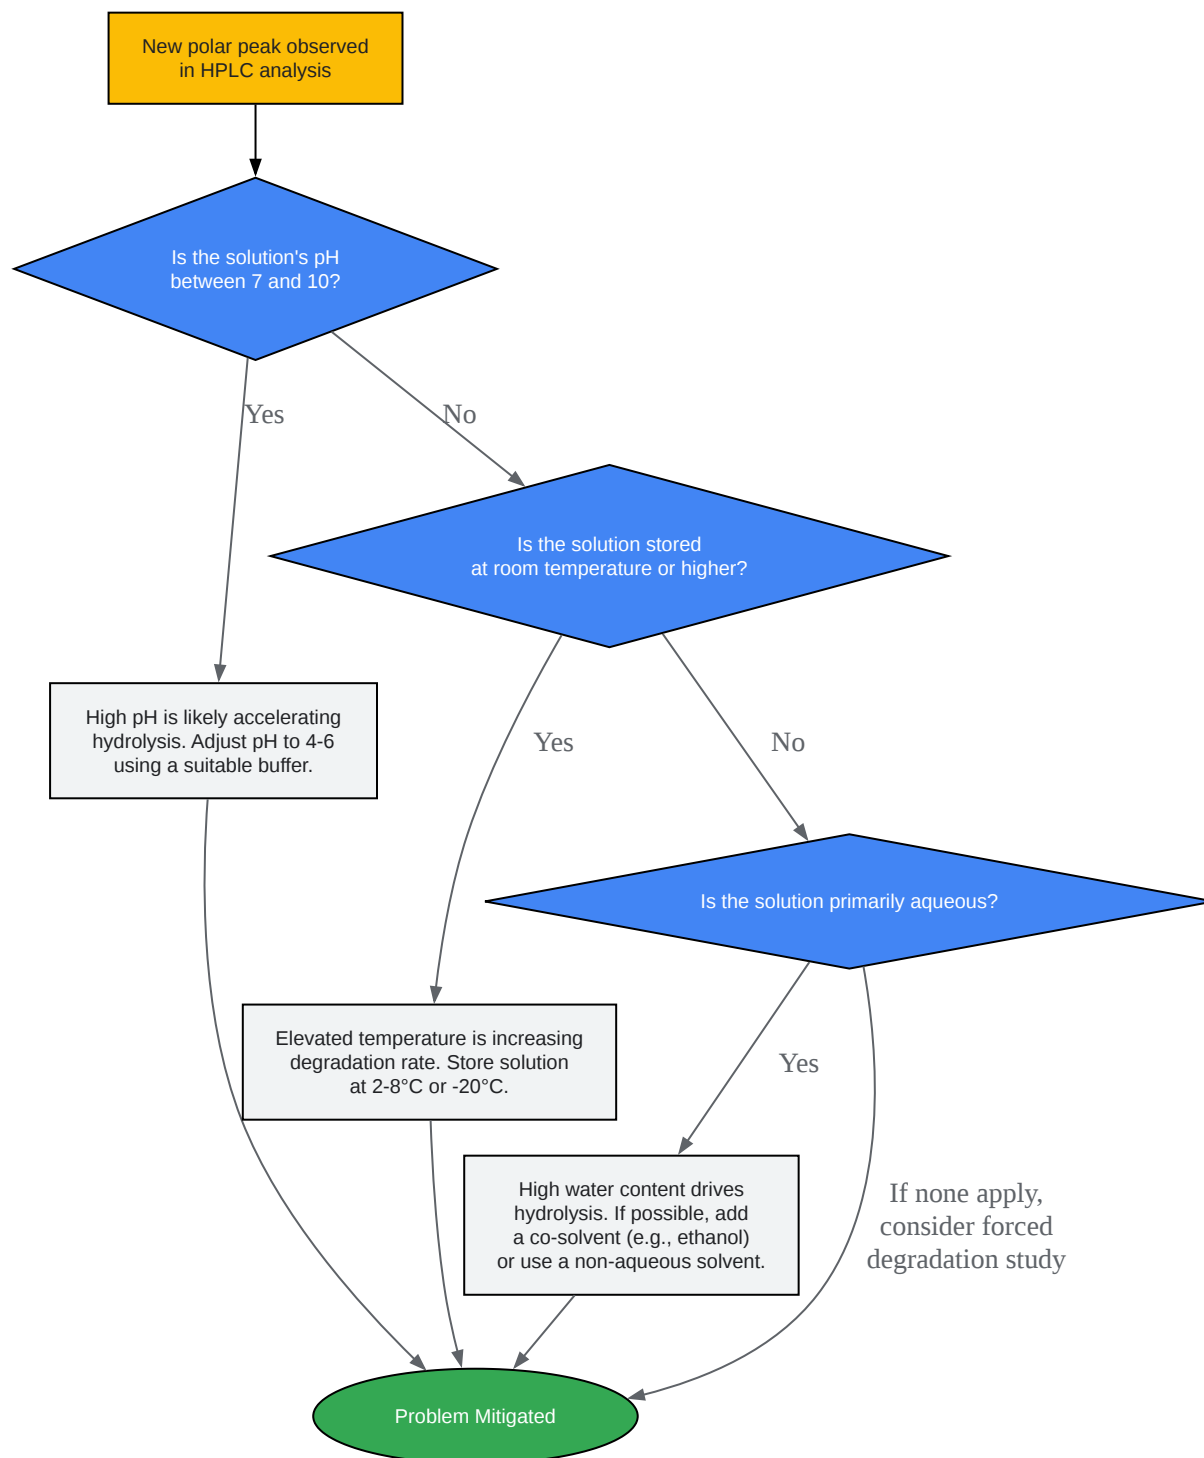 New polar peak observed
in HPLC analysis
Is the solution's pH
between 7 and 10?
Yes
No
Is the solution stored
at room temperature or higher?
High pH is likely accelerating
hydrolysis. Adjust pH to 4-6
using a suitable buffer.
Yes
No
Is the solution primarily aqueous?
Elevated temperature is increasing
degradation rate. Store solution
at 2-8°C or -20°C.
Yes
High water content drives
hydrolysis. If possible, add
a co-solvent (e.g., ethanol)
or use a non-aqueous solvent.
If none apply,
consider forced
degradation study
Problem Mitigated